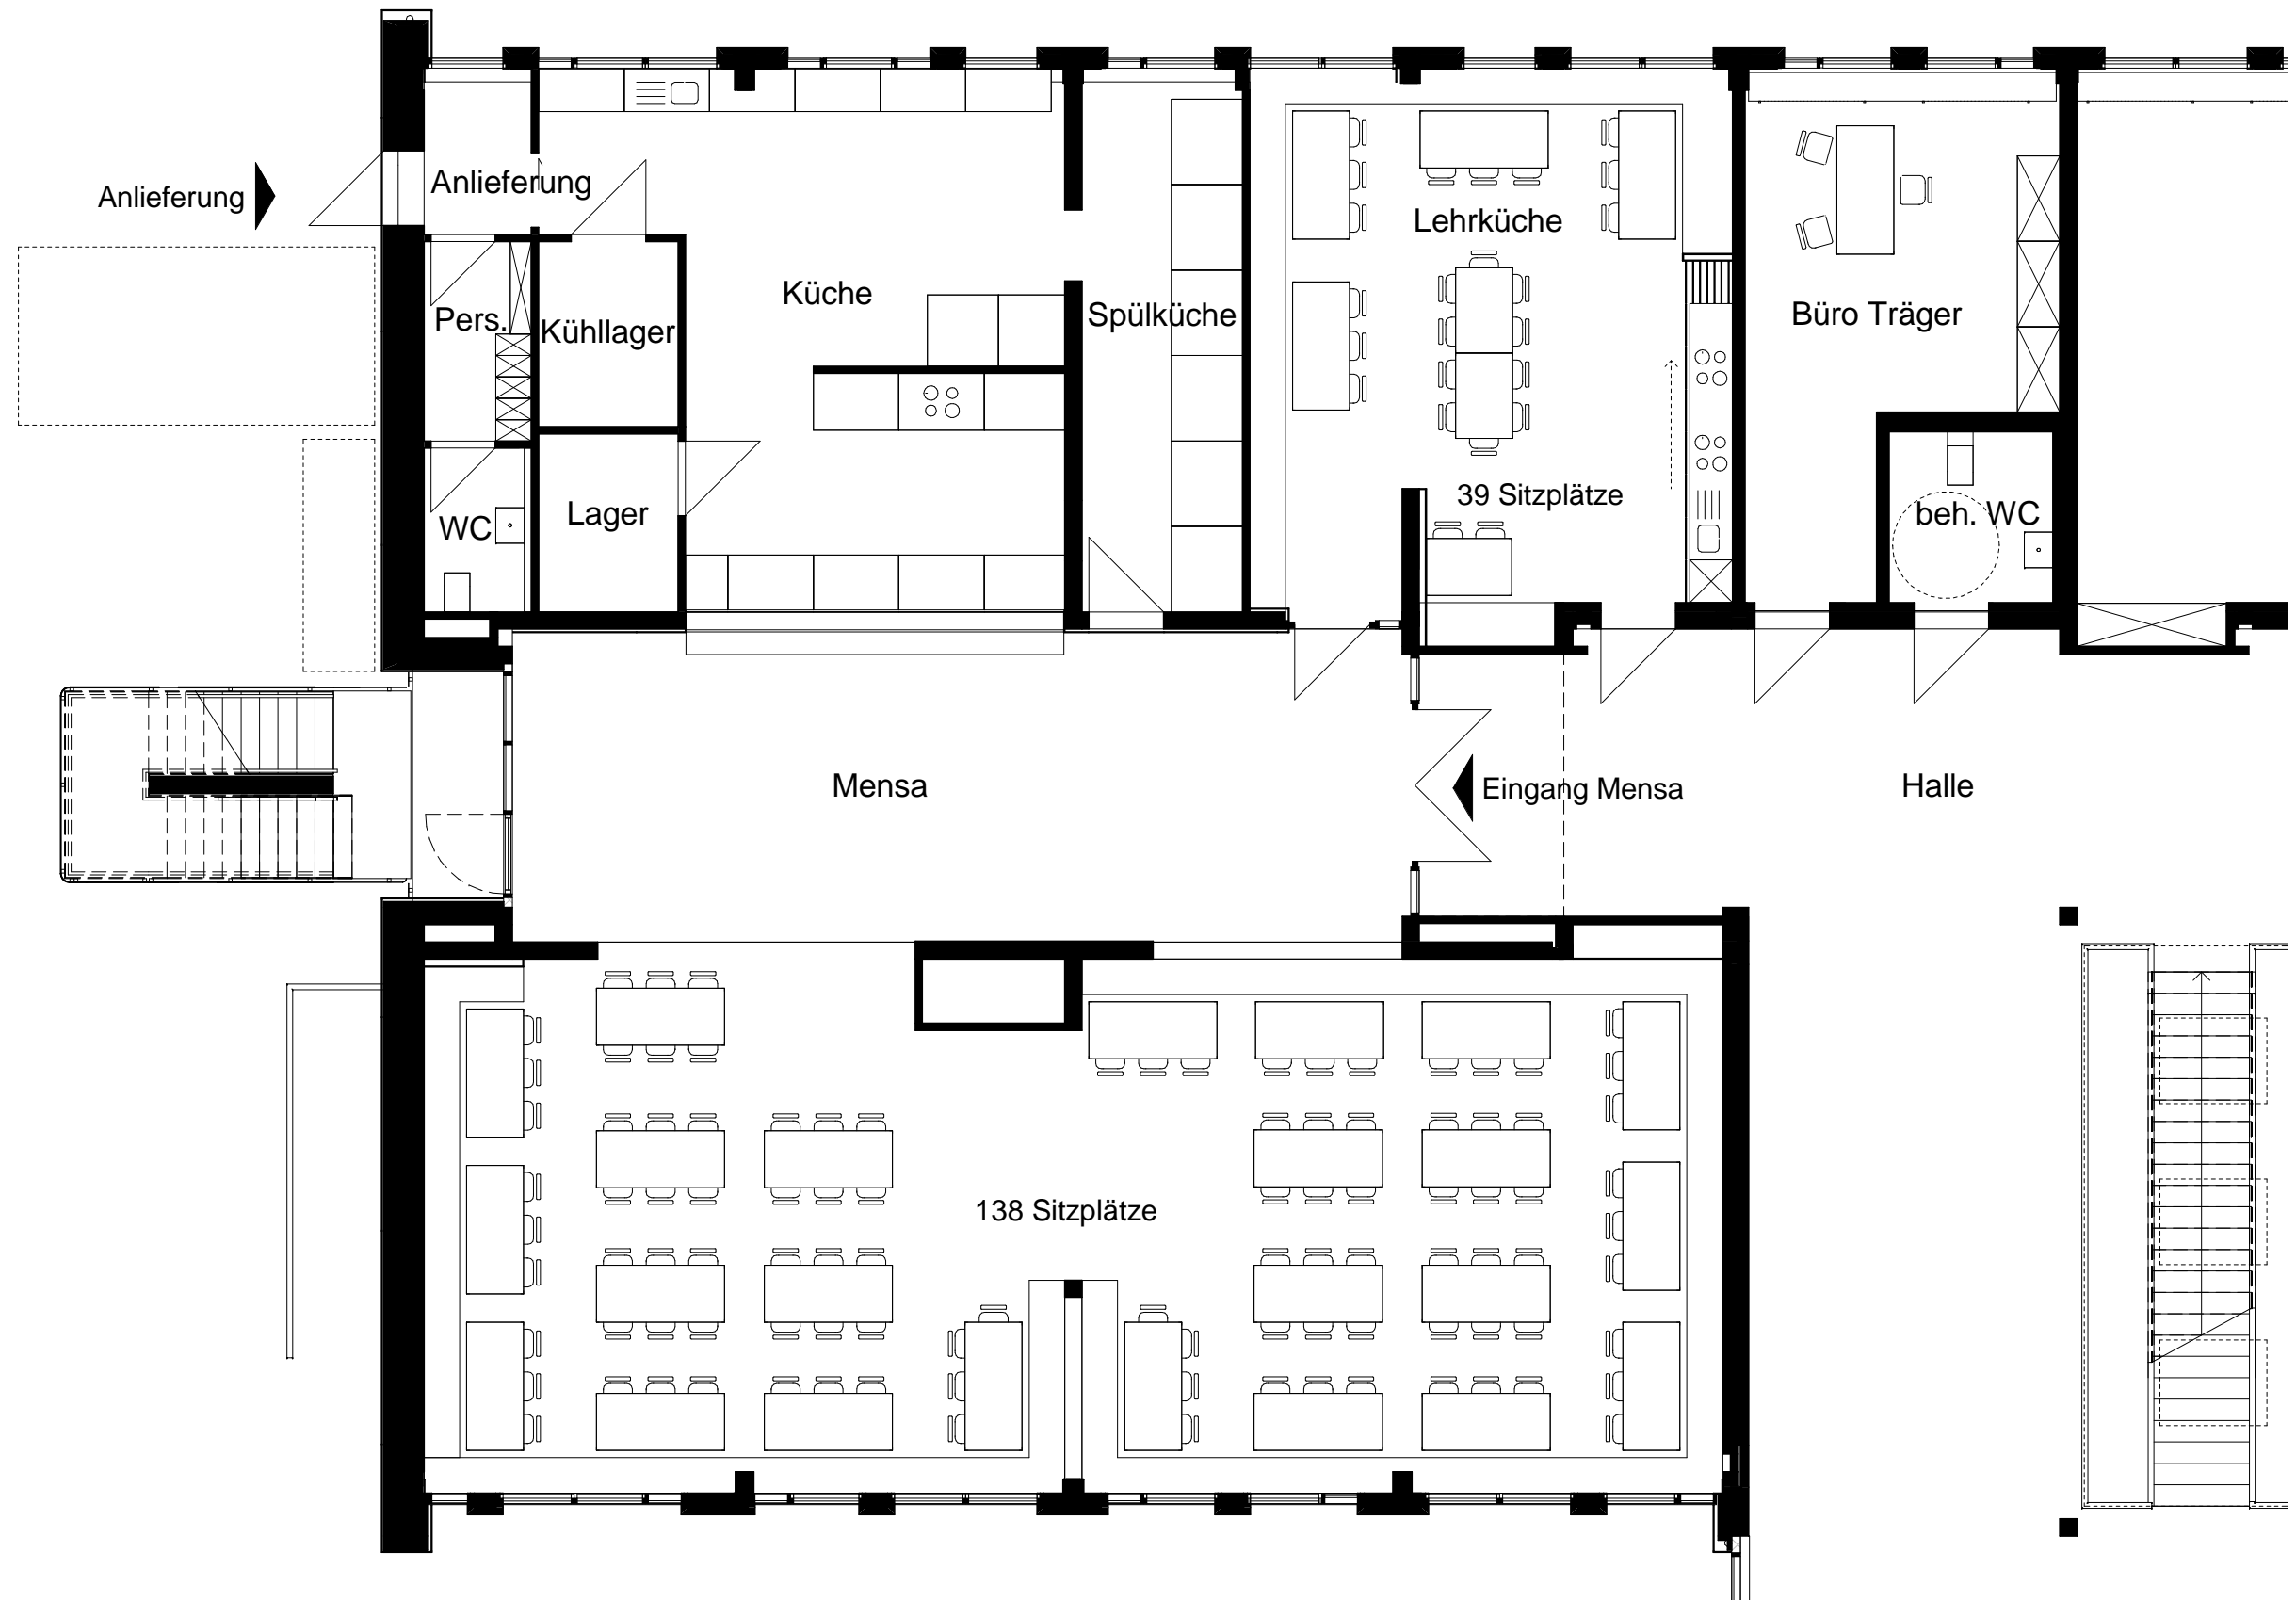 Anlieferung
Anlieferung
Lehrküche
Küche
Büro Träger
Pers.
Kühllager
Spülküche
39 Sitzplätze
Lager
WC
beh. WC
Mensa
Eingang Mensa
Halle
138 Sitzplätze